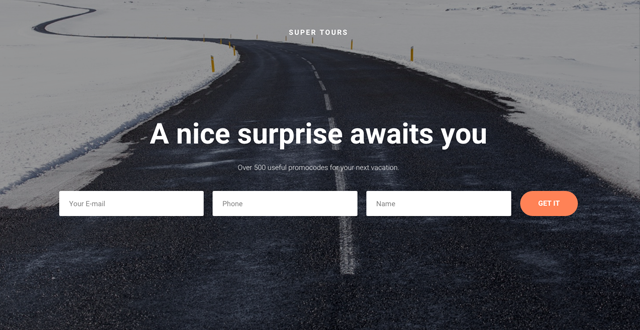 SUPER TOURS
A nice surprise awaits you
Over 500 useful promocodes for your next vacation.
Your E-mail
Phone
Name
GET IT